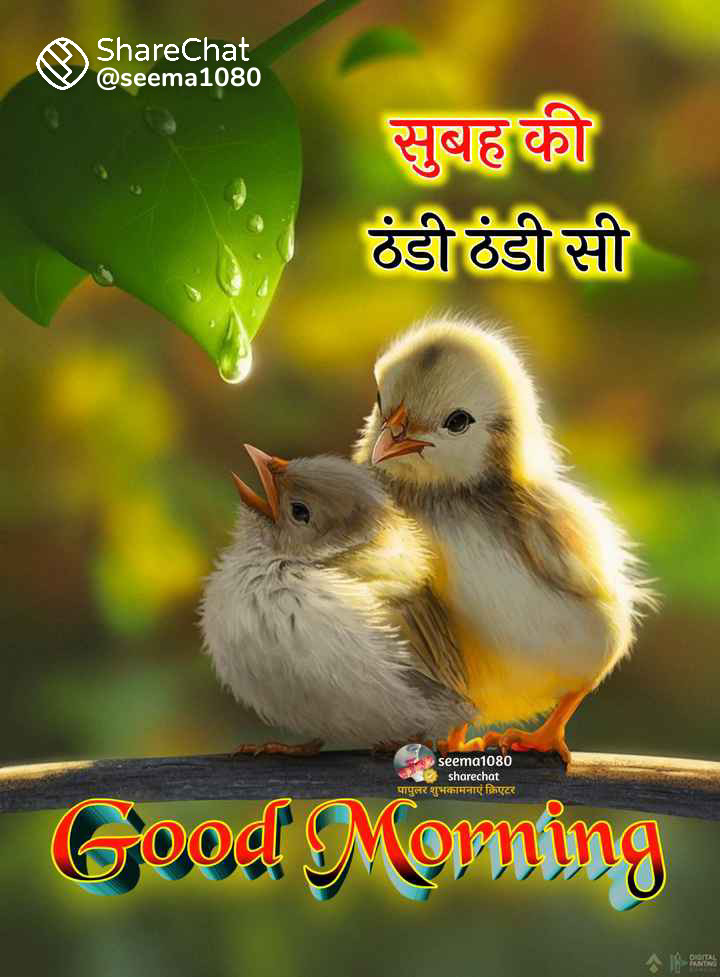 ShareChat
@seema1080
सुबह की
ठंडी ठंडी सी
seema1080
sharechat
पापुलर शुभकामनाएं क्रिएटर
Good Morning
DIGITAL
PAINTING